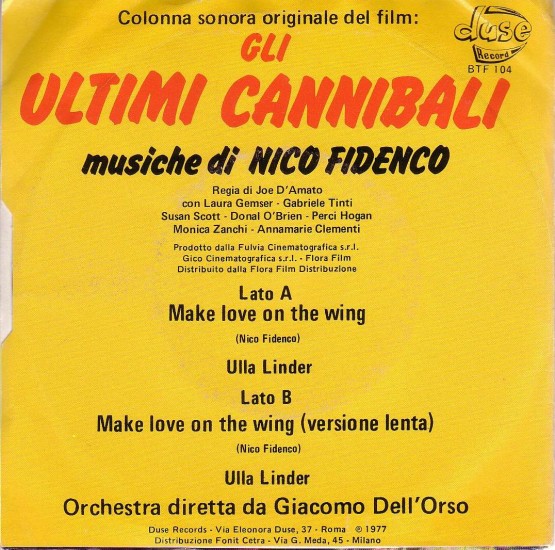 Colonna sonora originale del film:
duse
Record
BTF 104
GLI
ULTIMI CANNIBALI
musiche di NICO FIDENCO
Regia di Joe D'Amato
con Laura Gemser - Gabriele Tinti
Susan Scott - Donal O'Brien - Perci Hogan
Monica Zanchi - Annamarie Clementi
Prodotto dalla Fulvia Cinematografica s.r.l.
Gico Cinematografica s.r.l. - Flora Film
Distribuito dalla Flora Film Distribuzione
Lato A
Make love on the wing
(Nico Fidenco)
Ulla Linder
Lato B
Make love on the wing (versione lenta)
(Nico Fidenco)
Ulla Linder
Orchestra diretta da Giacomo Dell'Orso
Duse Records - Via Eleonora Duse, 37 - Roma ℗ 1977
Distribuzione Fonit Cetra - Via G. Meda, 45 - Milano